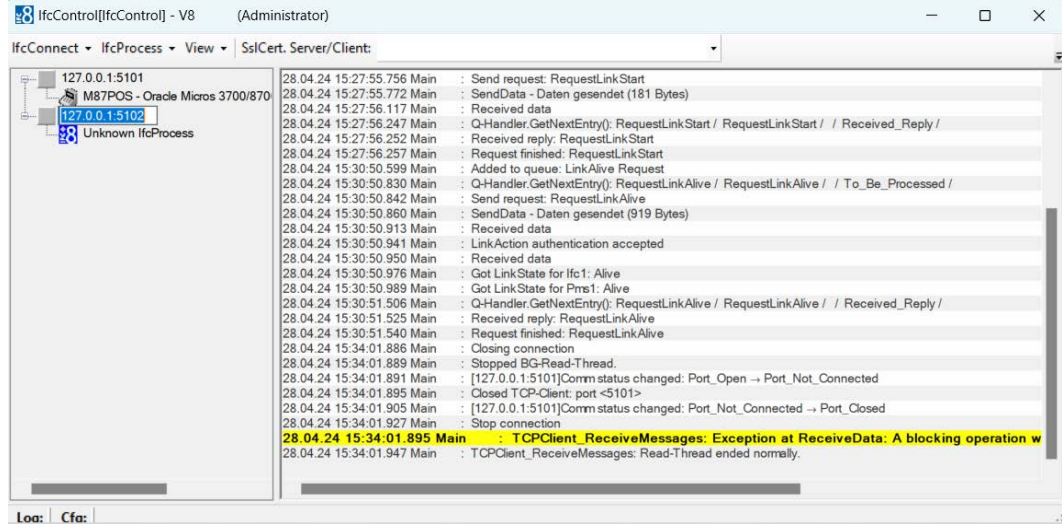 IfcControl[IfcControl] - V8 (Administrator)
IfcConnect IfcProcess View SslCert. Server/Client:
127.0.0.1:5101
M87POS - Oracle Micros 3700/870
127.0.0.1:5102
Unknown IfcProcess
28.04.24 15:27:55.756 Main : Send request: RequestLinkStart
28.04.24 15:27:55.772 Main : SendData - Daten gesendet (181 Bytes)
28.04.24 15:27:56.117 Main : Received data
28.04.24 15:27:56.247 Main : Q-Handler.GetNextEntry(): RequestLinkStart / RequestLinkStart / / Received_Reply /
28.04.24 15:27:56.252 Main : Received reply: RequestLinkStart
28.04.24 15:27:56.257 Main : Request finished: RequestLinkStart
28.04.24 15:30:50.599 Main : Added to queue: LinkAlive Request
28.04.24 15:30:50.830 Main : Q-Handler.GetNextEntry(): RequestLinkAlive / RequestLinkAlive / / To_Be_Processed /
28.04.24 15:30:50.842 Main : Send request: RequestLinkAlive
28.04.24 15:30:50.860 Main : SendData - Daten gesendet (919 Bytes)
28.04.24 15:30:50.913 Main : Received data
28.04.24 15:30:50.941 Main : LinkAction authentication accepted
28.04.24 15:30:50.950 Main : Received data
28.04.24 15:30:50.976 Main : Got LinkState for Ifc1: Alive
28.04.24 15:30:50.989 Main : Got LinkState for Pms1: Alive
28.04.24 15:30:51.506 Main : Q-Handler.GetNextEntry(): RequestLinkAlive / RequestLinkAlive / / Received_Reply /
28.04.24 15:30:51.525 Main : Received reply: RequestLinkAlive
28.04.24 15:30:51.540 Main : Request finished: RequestLinkAlive
28.04.24 15:34:01.886 Main : Closing connection
28.04.24 15:34:01.889 Main : Stopped BG-Read-Thread.
28.04.24 15:34:01.891 Main : [127.0.0.1:5101]Comm status changed: Port_Open → Port_Not_Connected
28.04.24 15:34:01.895 Main : Closed TCP-Client: port <5101>
28.04.24 15:34:01.905 Main : [127.0.0.1:5101]Comm status changed: Port_Not_Connected → Port_Closed
28.04.24 15:34:01.927 Main : Stop connection
28.04.24 15:34:01.895 Main : TCPClient_ReceiveMessages: Exception at ReceiveData: A blocking operation w
28.04.24 15:34:01.947 Main : TCPClient_ReceiveMessages: Read-Thread ended normally.
Log: Cfg: